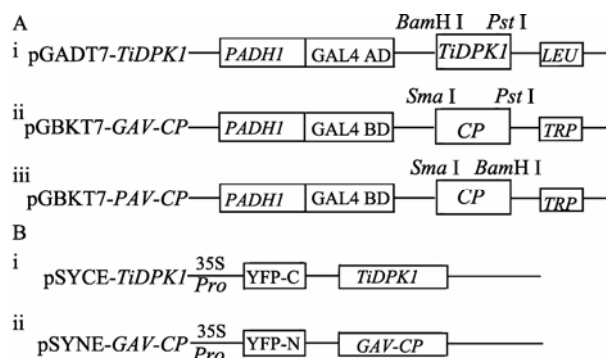 A
BamH I Pst I
i pGADT7-TiDPK1 PADH1 GAL4 AD TiDPK1 LEU
Sma I Pst I
ii pGBKT7-GAV-CP PADH1 GAL4 BD CP TRP
Sma I BamH I
iii pGBKT7-PAV-CP PADH1 GAL4 BD CP TRP
B
i pSYCE-TiDPK1 35S Pro YFP-C TiDPK1
ii pSYNE-GAV-CP 35S Pro YFP-N GAV-CP